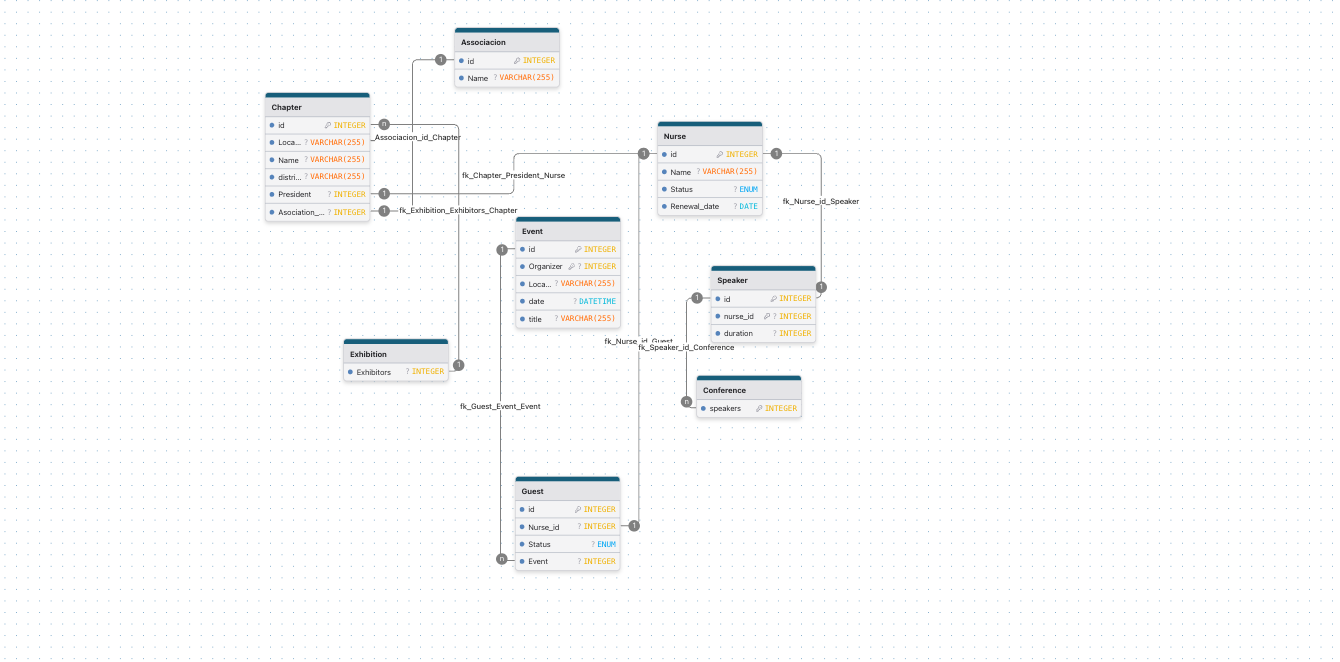 Associacion
id INTEGER
Name ? VARCHAR(255)
Chapter
id INTEGER
Loca... ? VARCHAR(255)
Name ? VARCHAR(255)
distri... ? VARCHAR(255)
President ? INTEGER
Asociation_... ? INTEGER
1
n
1
1
_Associacion_id_Chapter
fk_Chapter_President_Nurse
fk_Exhibition_Exhibitors_Chapter
Nurse
id INTEGER
Name ? VARCHAR(255)
Status ? ENUM
Renewal_date ? DATE
1
1
fk_Nurse_id_Speaker
Event
id INTEGER
Organizer ? INTEGER
Loca... ? VARCHAR(255)
date ? DATETIME
title ? VARCHAR(255)
1
Speaker
id INTEGER
nurse_id ? INTEGER
duration ? INTEGER
1
1
fk_Nurse_id_Guest
fk_Speaker_id_Conference
Exhibition
Exhibitors ? INTEGER
1
Conference
speakers INTEGER
n
fk_Guest_Event_Event
Guest
id INTEGER
Nurse_id ? INTEGER
Status ? ENUM
Event ? INTEGER
1
n